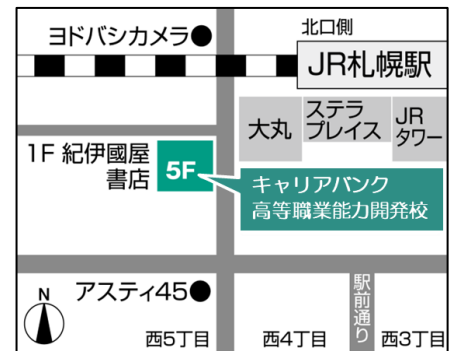 ヨドバシカメラ●
北口側
JR札幌駅
大丸
ステラ
プレイス
JR
タワー
1F 紀伊國屋
書店
5F
キャリアバンク
高等職業能力開発校
N
アスティ45●
駅前通り
西5丁目
西4丁目
西3丁目